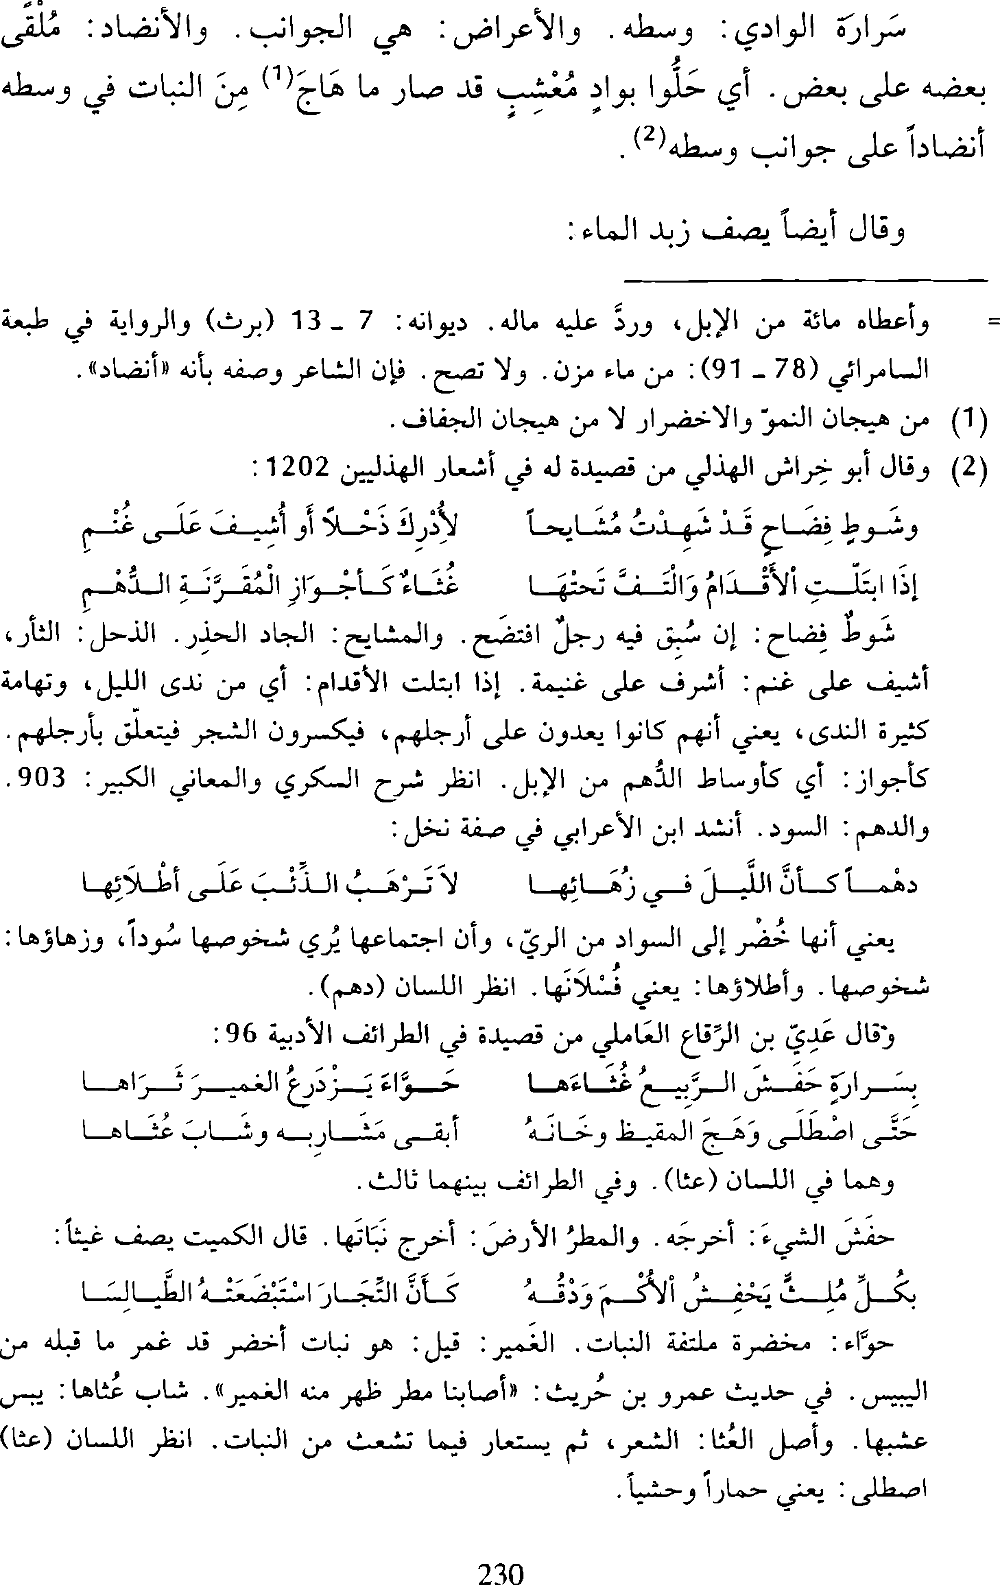 سَرارَة الوادي: وسطه. والأعراض: هي الجوانب. والأنضاد: مُلْقًى
بعضه على بعض. أي حَلُّوا بوادٍ مُعْشِبٍ قد صار ما هَاجَ(1) مِنَ النبات في وسطه
أنضاداً على جوانب وسطه(2).
وقال أيضاً يصف زبد الماء:
= وأعطاه مائة من الإبل، وردَّ عليه ماله. ديوانه: 7 - 13 (برث) والرواية في طبعة
السامرائي (78 - 91): من ماء مزن. ولا تصح. فإن الشاعر وصفه بأنه «أنضاد».
(1) من هيجان النموّ والاخضرار لا من هيجان الجفاف.
(2) وقال أبو خِراش الهذلي من قصيدة له في أشعار الهذليين 1202:
وشَوطٍ فِضَاحٍ قَدْ شَهِدْتُ مُشَايِحاً لأُدْرِكَ ذَحْلاً أو أُشِيفَ عَلَى غُنْمِ
إذَا ابتَلَّتِ الأَقْدَامُ وَالْتَفَّ تَحتَهَا غُثَاءٌ كَأجْوازِ الْمُقَرَّنَةِ الدُّهْمِ
شَوطٌ فِضاح: إن سُبِق فيه رجلٌ افتضَح. والمشايح: الجاد الحذر. الذحل: الثأر،
أشيف على غنم: أشرف على غنيمة. إذا ابتلت الأقدام: أي من ندى الليل، وتهامة
كثيرة الندى، يعني أنهم كانوا يعدون على أرجلهم، فيكسرون الشجر فيتعلّق بأرجلهم.
كأجواز: أي كأوساط الدُّهم من الإبل. انظر شرح السكري والمعاني الكبير: 903.
والدهم: السود. أنشد ابن الأعرابي في صفة نخل:
دهْماً كأنَّ اللَّيلَ في زُهَائِها لاَ تَرْهَبُ الذِّئْبَ عَلَى أطْلائِها
يعني أنها خُضْر إلى السواد من الريّ، وأن اجتماعها يُري شخوصها سُوداً، وزهاؤها:
شخوصها. وأطلاؤها: يعني فُسْلاَنَها. انظر اللسان (دهم).
وقال عَدِيّ بن الرِّقاع العَاملي من قصيدة في الطرائف الأدبية 96:
بِسَرارَةٍ حَفَشَ الرَّبِيعُ غُثَاءَهَا حَوَّاءَ يَزْدَرعُ الغميرَ ثَرَاهَا
حَتَّى اصْطَلَى وَهَجَ المقيظِ وخَانَهُ أبقى مَشَارِبِهِ وشَابَ عُثَاهَا
وهما في اللسان (عثا). وفي الطرائف بينهما ثالث.
حفَشَ الشيءَ: أخرجَه. والمطرُ الأرضَ: أخرج نَبَاتَها. قال الكميت يصف غيثاً:
بكُلِّ مُلِثٍّ يَحْفِشُ الأُكْمَ وَدْقُهُ كَأَنَّ التِّجَارَ اسْتَبْضَعَتْهُ الطَّيالِسَا
حوّاء: مخضرة ملتفة النبات. الغمير: قيل: هو نبات أخضر قد غمر ما قبله من
اليبيس. في حديث عمرو بن حُريث: «أصابنا مطر ظهر منه الغمير». شاب عُثاها: يبس
عشبها. وأصل العُثا: الشعر، ثم يستعار فيما تشعث من النبات. انظر اللسان (عثا)
اصطلى: يعني حماراً وحشياً.
230